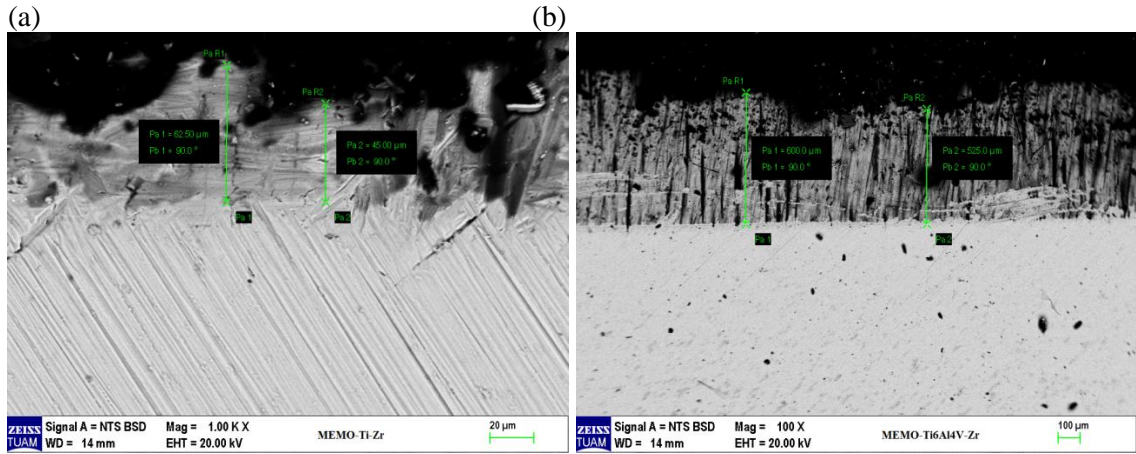 (a)
(b)
Pa R1
Pa R2
Pa 1 = 62.50 µm
Pb 1 = 90.0 °
Pa 2 = 45.00 µm
Pb 2 = 90.0 °
Pa 1
Pa 2
ZEISS
TUAM
Signal A = NTS BSD
Mag = 1.00 K X
WD = 14 mm
EHT = 20.00 kV
MEMO-Ti-Zr
20 µm
Pa R1
Pa R2
Pa 1 = 600.0 µm
Pb 1 = 90.0 °
Pa 2 = 525.0 µm
Pb 2 = 90.0 °
Pa 1
Pa 2
ZEISS
TUAM
Signal A = NTS BSD
Mag = 100 X
WD = 14 mm
EHT = 20.00 kV
MEMO-Ti6Al4V-Zr
100 µm